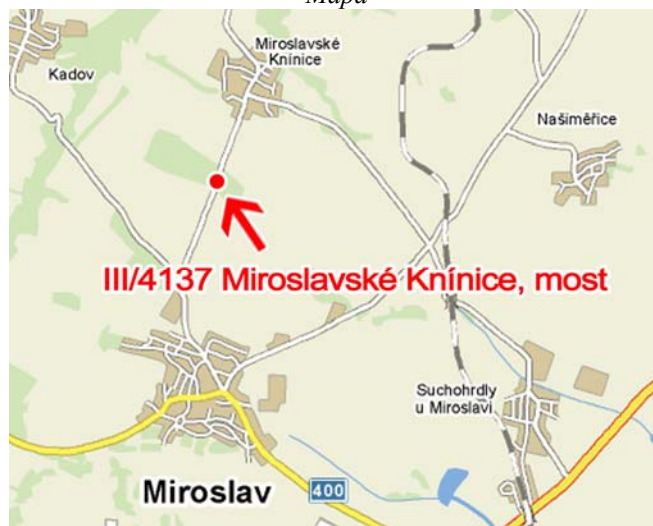 Mapa
Miroslavské
Knínice
Kadov
Našiměřice
III/4137 Miroslavské Knínice, most
Suchohrdly
u Miroslavi
Miroslav
400